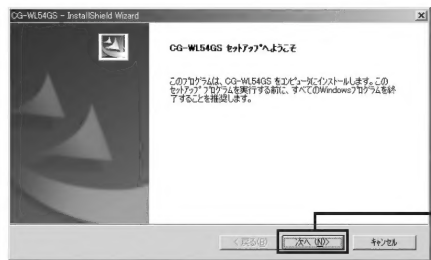 CG-WL54GS - InstallShield Wizard
CG-WL54GS ｾｯﾄｱｯﾌﾟへようこそ
このﾌﾟﾛｸﾞﾗﾑは、CG-WL54GS をｺﾝﾋﾟｭｰﾀにｲﾝｽﾄｰﾙします。この
ｾｯﾄｱｯﾌﾟ ﾌﾟﾛｸﾞﾗﾑを実行する前に、すべてのWindowsﾌﾟﾛｸﾞﾗﾑを終
了することを推奨します。
< 戻る(B) 次へ (N)> ｷｬﾝｾﾙ